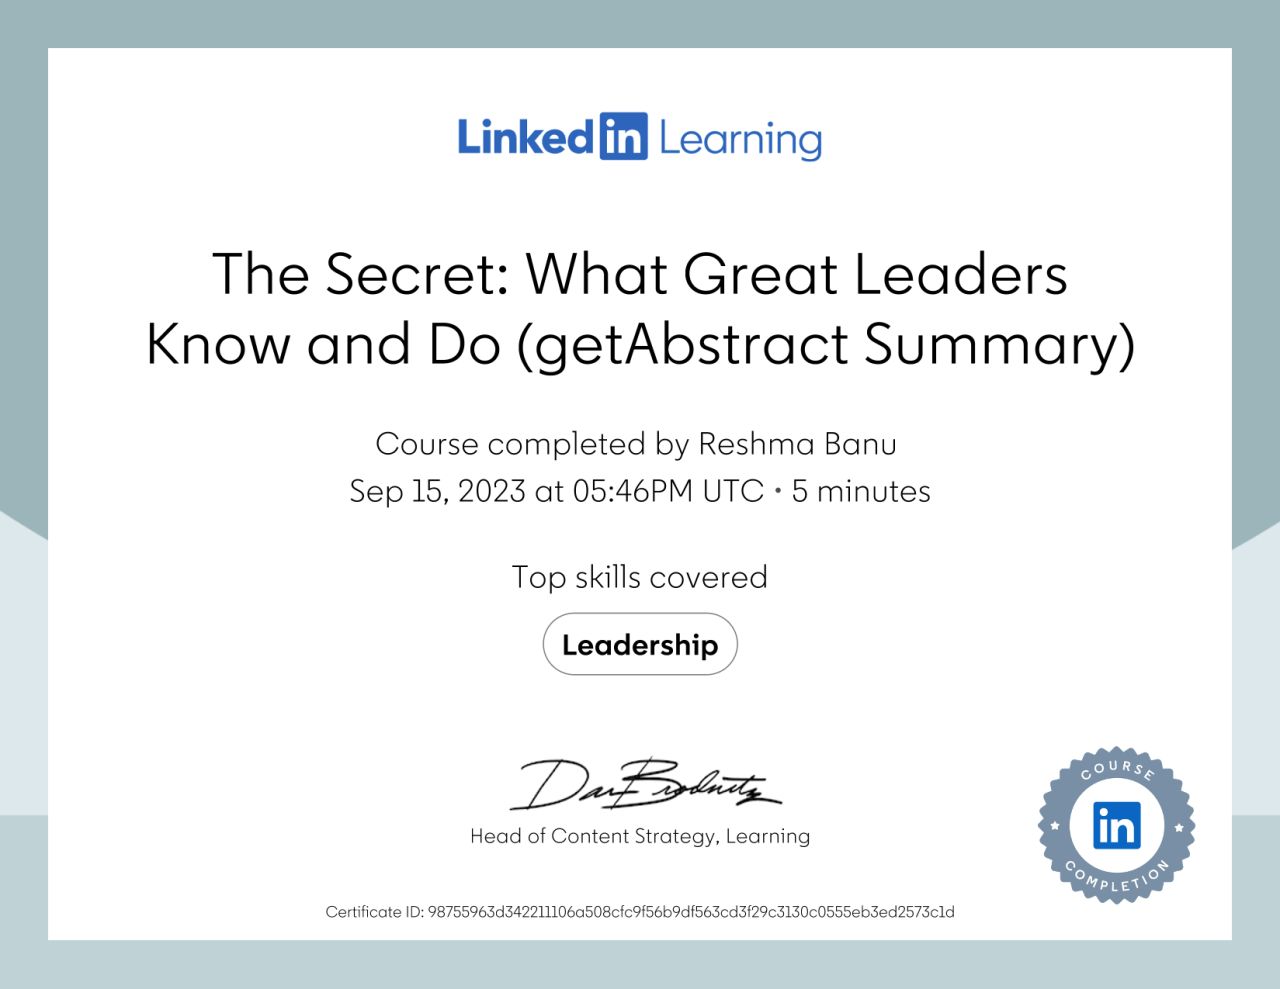 Linked in Learning
The Secret: What Great Leaders
Know and Do (getAbstract Summary)
Course completed by Reshma Banu
Sep 15, 2023 at 05:46PM UTC • 5 minutes
Top skills covered
Leadership
Dan Brodnitz
Head of Content Strategy, Learning
COURSE
in
COMPLETION
Certificate ID: 98755963d342211106a508cfc9f56b9df563cd3f29c3130c0555eb3ed2573c1d